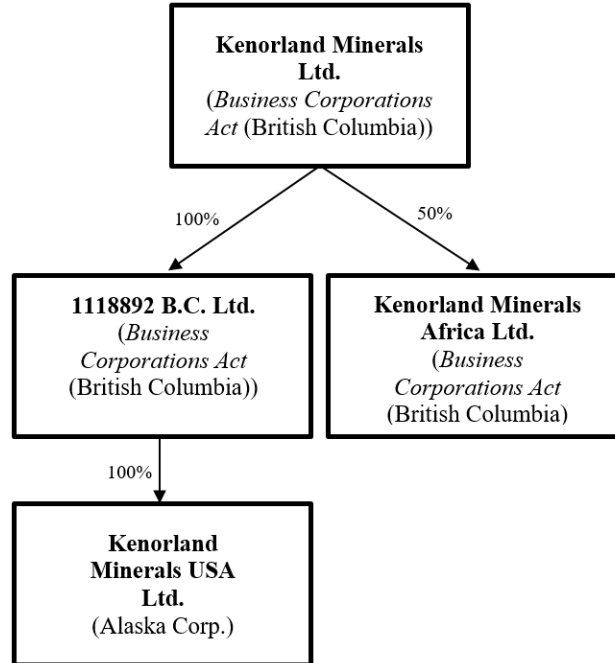 Kenorland Minerals
Ltd.
(Business Corporations
Act (British Columbia))
100%
50%
1118892 B.C. Ltd.
(Business
Corporations Act
(British Columbia))
Kenorland Minerals
Africa Ltd.
(Business
Corporations Act
(British Columbia)
100%
Kenorland
Minerals USA
Ltd.
(Alaska Corp.)